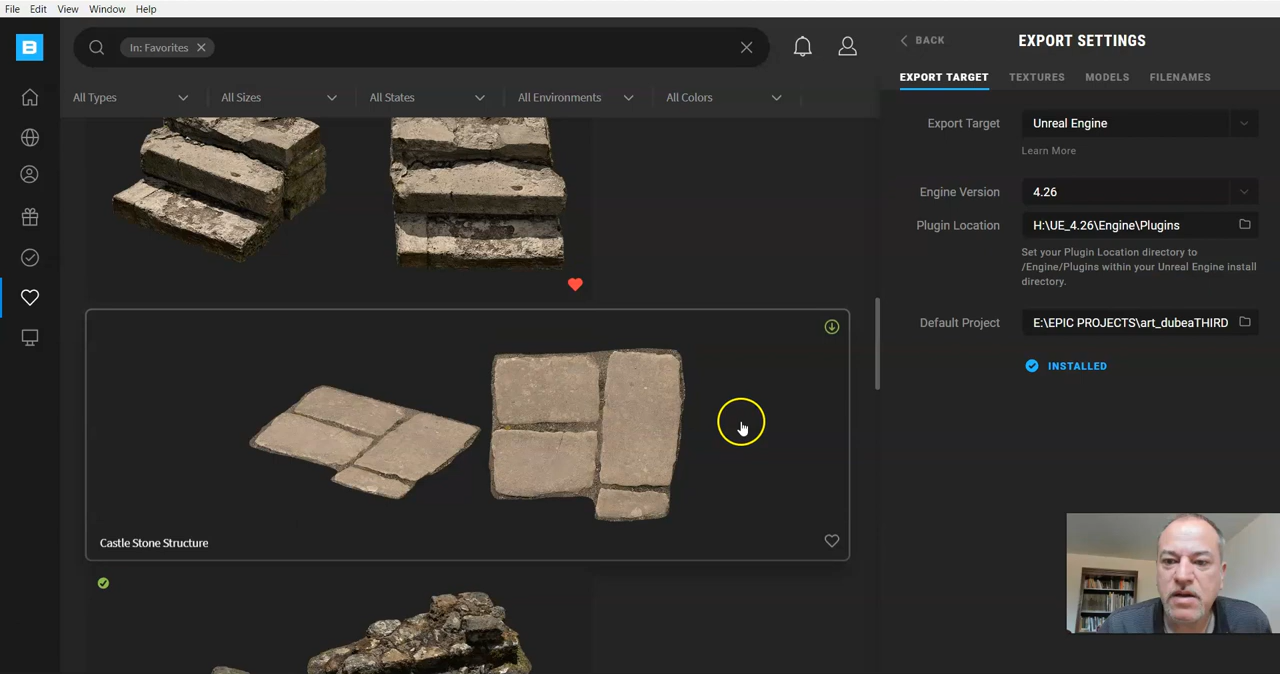 File Edit View Window Help
B
In: Favorites
BACK
EXPORT SETTINGS
EXPORT TARGET TEXTURES MODELS FILENAMES
All Types All Sizes All States All Environments All Colors
Export Target Unreal Engine
Learn More
Engine Version 4.26
Plugin Location H:\UE_4.26\Engine\Plugins
Set your Plugin Location directory to
/Engine/Plugins within your Unreal Engine install
directory.
Default Project E:\EPIC PROJECTS\art_dubeaTHIRD
INSTALLED
Castle Stone Structure